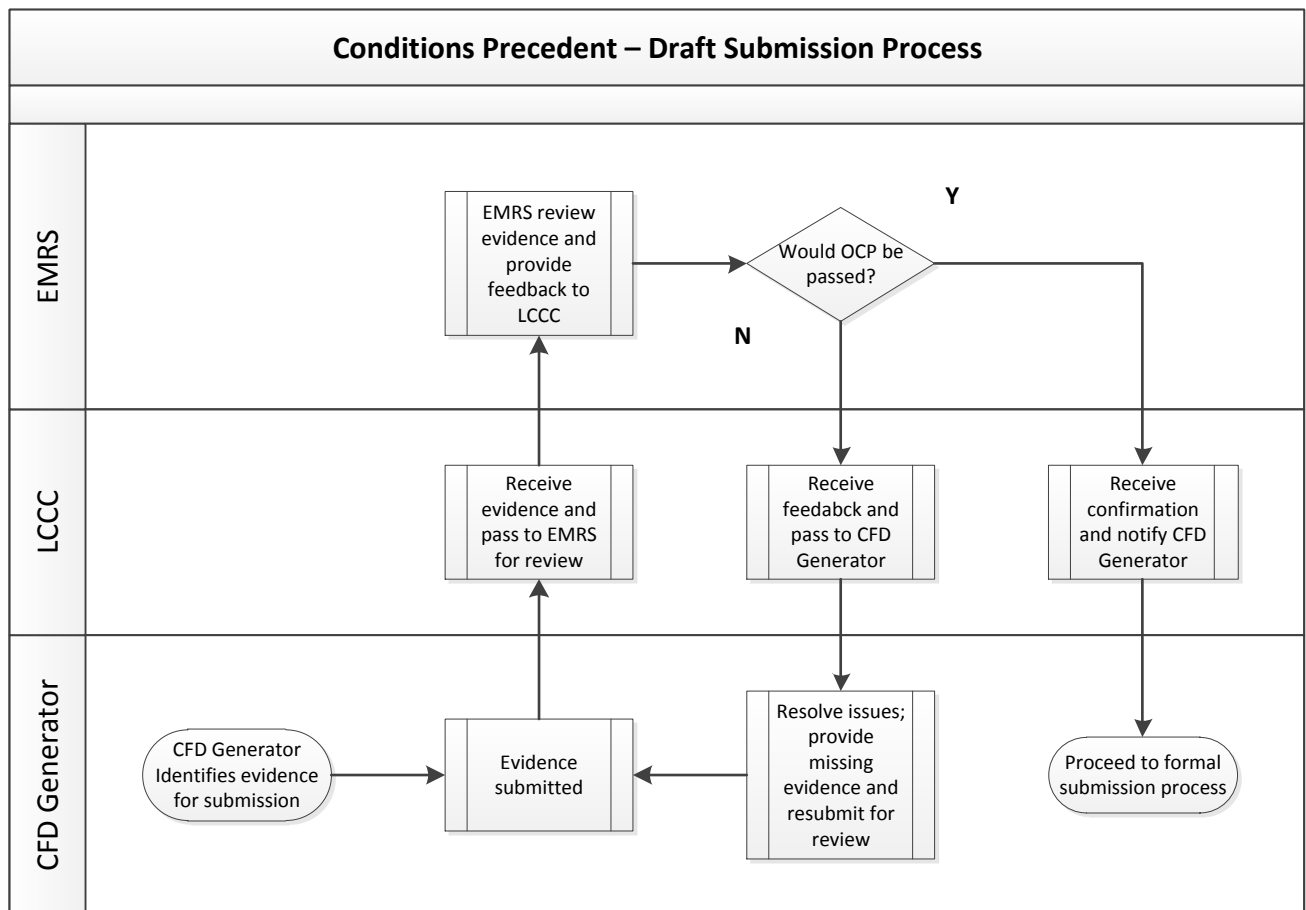 Conditions Precedent – Draft Submission Process
EMRS
EMRS review
evidence and
provide
feedback to
LCCC
Would OCP be
passed?
Y
N
LCCC
Receive
evidence and
pass to EMRS
for review
Receive
feedabck and
pass to CFD
Generator
Receive
confirmation
and notify CFD
Generator
CFD Generator
CFD Generator
Identifies evidence
for submission
Evidence
submitted
Resolve issues;
provide
missing
evidence and
resubmit for
review
Proceed to formal
submission process